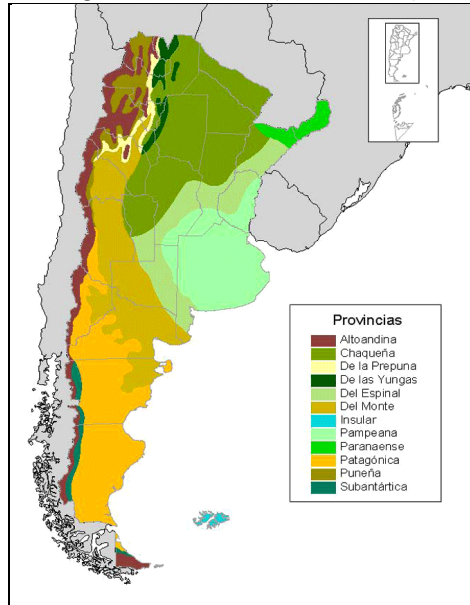 Provincias
Altoandina
Chaqueña
De la Prepuna
De las Yungas
Del Espinal
Del Monte
Insular
Pampeana
Paranaense
Patagónica
Puneña
Subantártica